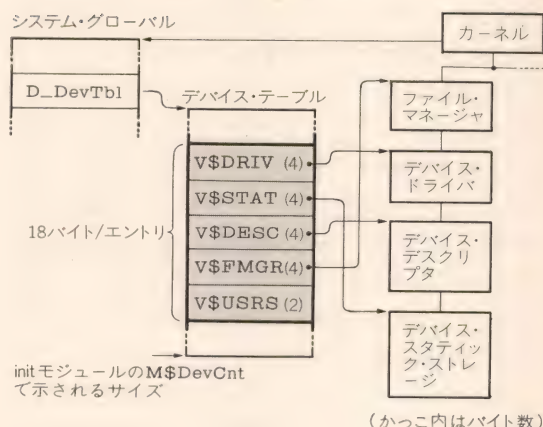 システム・グローバル
カーネル
D_DevTbl
デバイス・テーブル
ファイル・
マネージャ
V$DRIV (4)
デバイス・
ドライバ
V$STAT (4)
18バイト/エントリ
V$DESC (4)
デバイス・
デスクリ
プタ
V$FMGR(4)
V$USRS (2)
デバイス・
スタティッ
ク・ストレ
ージ
initモジュールのM$DevCnt
で示されるサイズ
(かっこ内はバイト数)